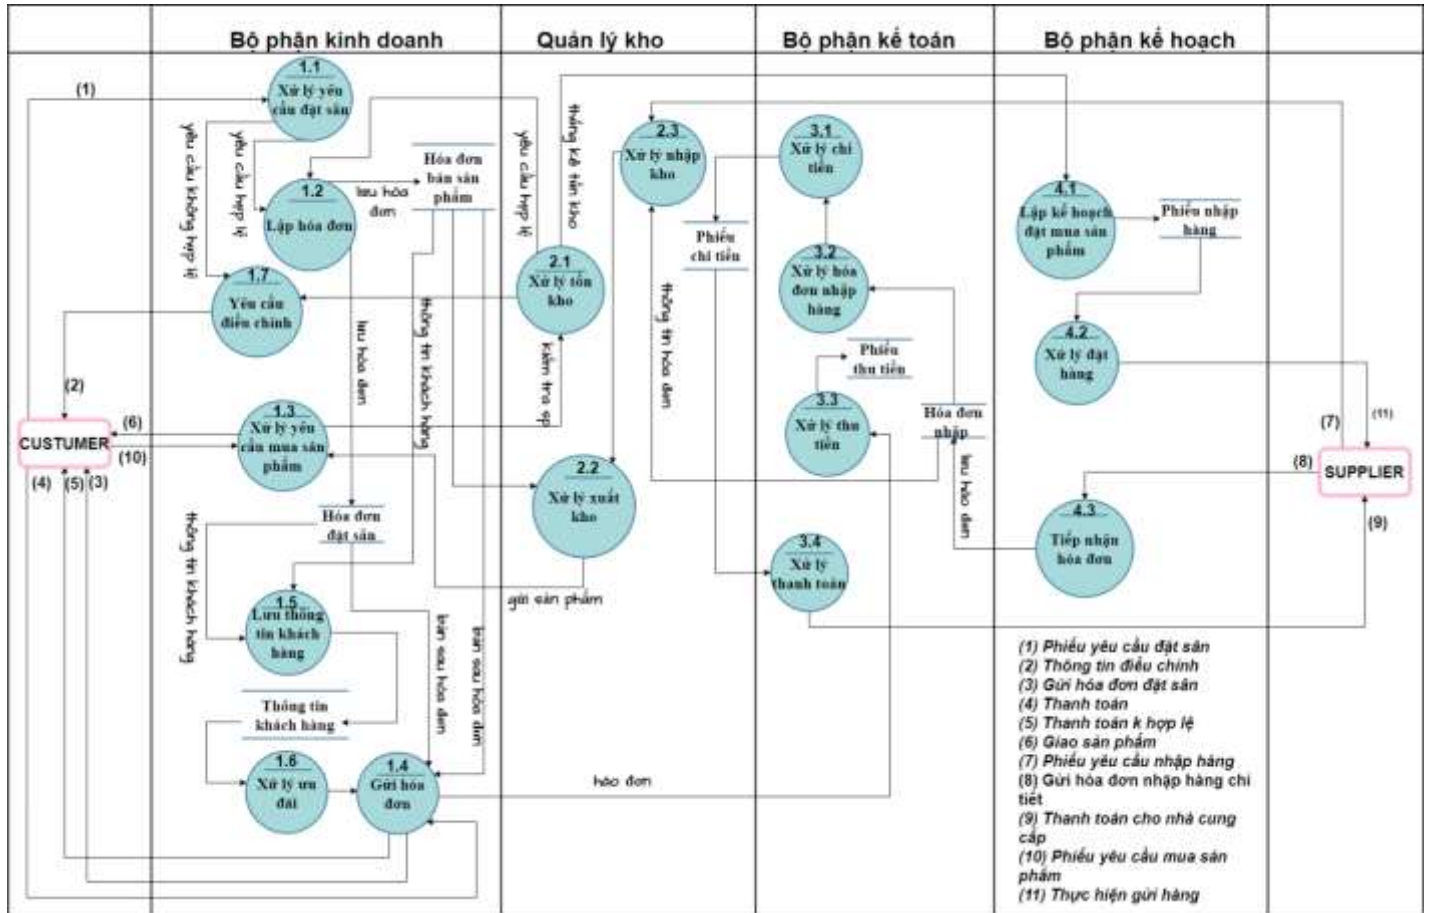 Bộ phận kinh doanh
Quản lý kho
Bộ phận kế toán
Bộ phận kế hoạch
(1)
1.1
Xử lý yêu
cầu đặt sân
yêu cầu không hợp lệ
yêu cầu hợp lệ
1.2
Lập hóa đơn
lưu hóa
đơn
Hóa đơn
bán sản
phẩm
yêu cầu hợp lệ
thống kê tồn kho
2.3
Xử lý nhập
kho
3.1
Xử lý chi
tiền
4.1
Lập kế hoạch
đặt mua sản
phẩm
Phiếu nhập
hàng
Phiếu
chi tiền
3.2
Xử lý hóa
đơn nhập
hàng
2.1
Xử lý tồn
kho
1.7
Yêu cầu
điều chỉnh
lưu hóa đơn
thông tin khách hàng
kiểm tra sp
thông tin hóa đơn
Phiếu
thu tiền
4.2
Xử lý đặt
hàng
(2)
(6)
CUSTUMER
(10)
(4)
(5)
(3)
1.3
Xử lý yêu
cầu mua sản
phẩm
3.3
Xử lý thu
tiền
Hóa đơn
nhập
(7)
(11)
(8)
SUPPLIER
(9)
2.2
Xử lý xuất
kho
lưu hào đơn
4.3
Tiếp nhận
hóa đơn
Hóa đơn
đặt sân
thông tin khách hàng
3.4
Xử lý
thanh toán
gửi sản phẩm
1.5
Lưu thông
tin khách
hàng
bản sau hóa đơn
bản sau hóa đơn
Thông tin
khách hàng
1.6
Xử lý ưu
đãi
1.4
Gửi hóa
đơn
hào đơn
(1) Phiếu yêu cầu đặt sân
(2) Thông tin điều chỉnh
(3) Gửi hóa đơn đặt sân
(4) Thanh toán
(5) Thanh toán k hợp lệ
(6) Giao sản phẩm
(7) Phiếu yêu cầu nhập hàng
(8) Gửi hóa đơn nhập hàng chi
tiết
(9) Thanh toán cho nhà cung
cấp
(10) Phiếu yêu cầu mua sản
phẩm
(11) Thực hiện gửi hàng